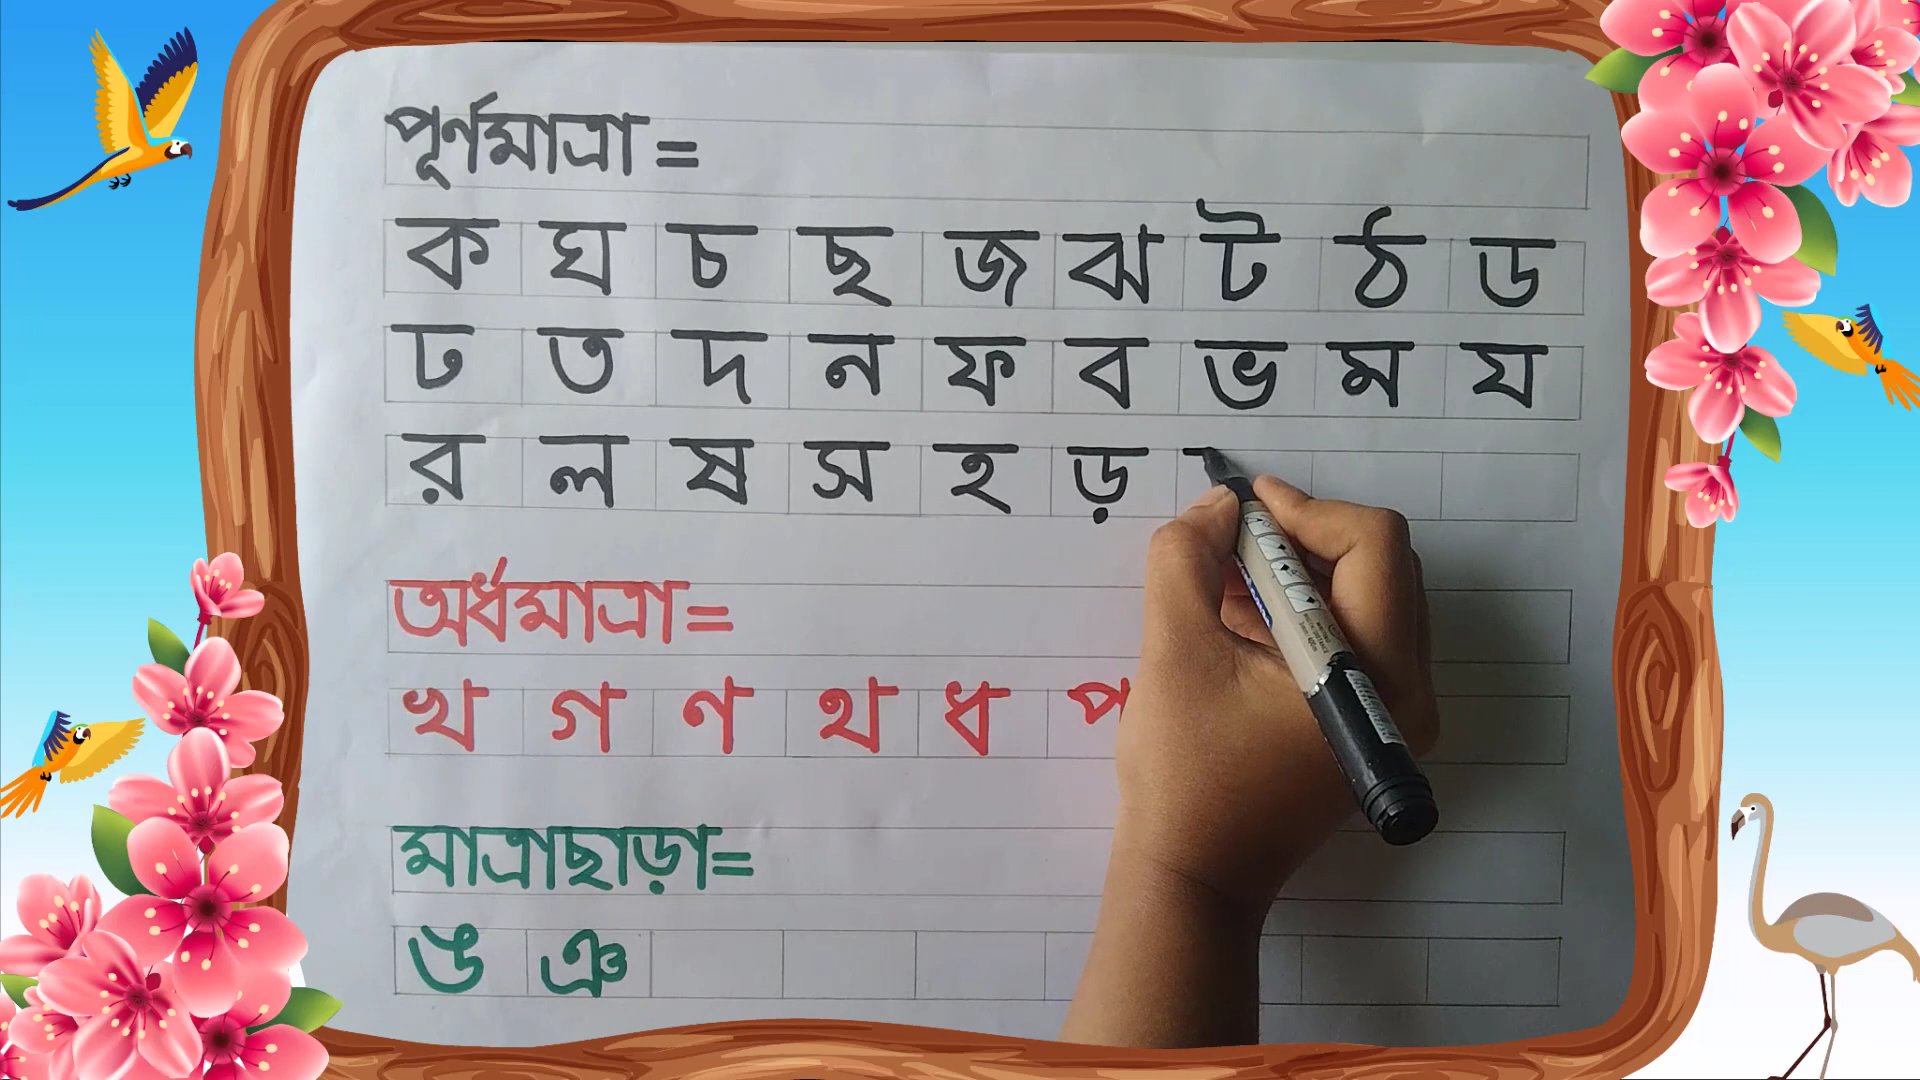 পূর্ণমাত্রা =
ক ঘ চ ছ জ ঝ ট ঠ ড
ঢ ত দ ন ফ ব ভ ম য
র ল ষ স হ ড়
অর্ধমাত্রা=
খ গ ণ থ ধ প
মাত্রাছাড়া=
ঙ ঞ